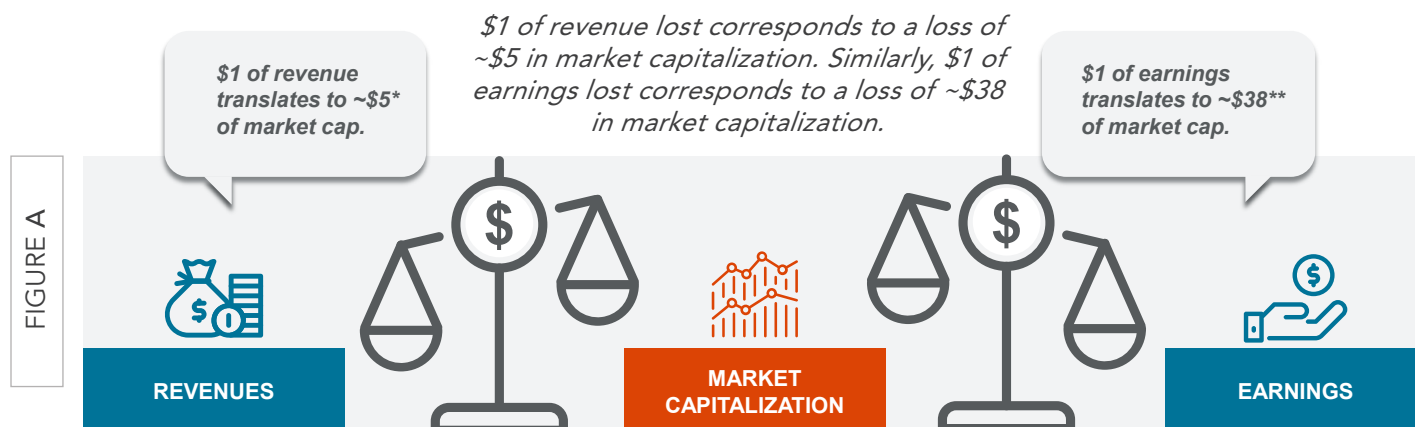 $1 of revenue lost corresponds to a loss of
~$5 in market capitalization. Similarly, $1 of
earnings lost corresponds to a loss of ~$38
in market capitalization.
$1 of revenue
translates to ~$5*
of market cap.
$1 of earnings
translates to ~$38**
of market cap.
FIGURE A
$
$
$
$
REVENUES
MARKET
CAPITALIZATION
EARNINGS